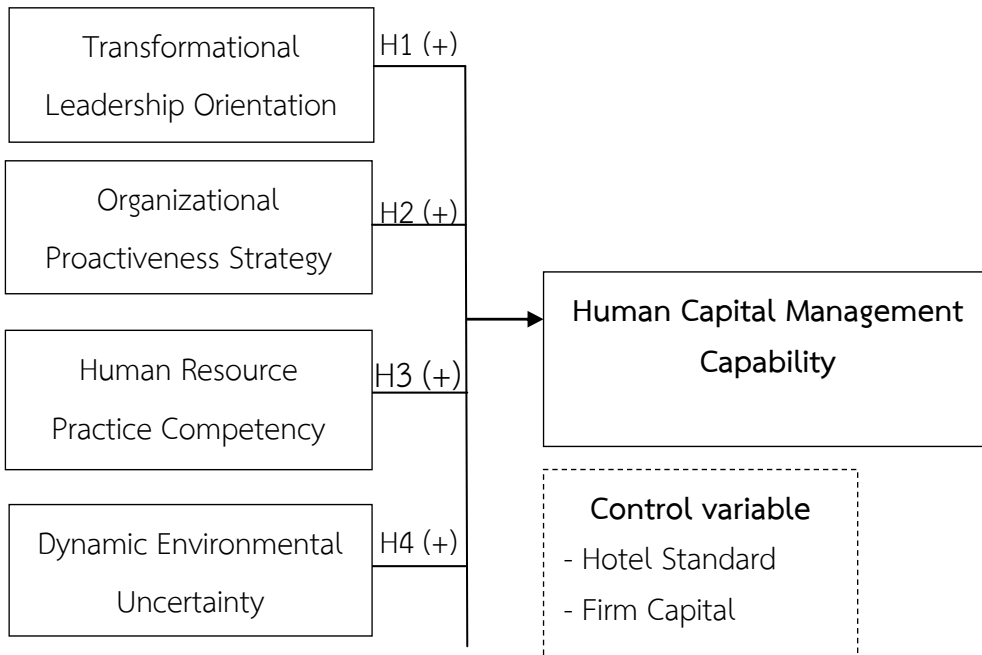 Transformational
Leadership Orientation
H1 (+)
Organizational
Proactiveness Strategy
H2 (+)
Human Resource
Practice Competency
H3 (+)
Dynamic Environmental
Uncertainty
H4 (+)
Human Capital Management
Capability
Control variable
- Hotel Standard
- Firm Capital